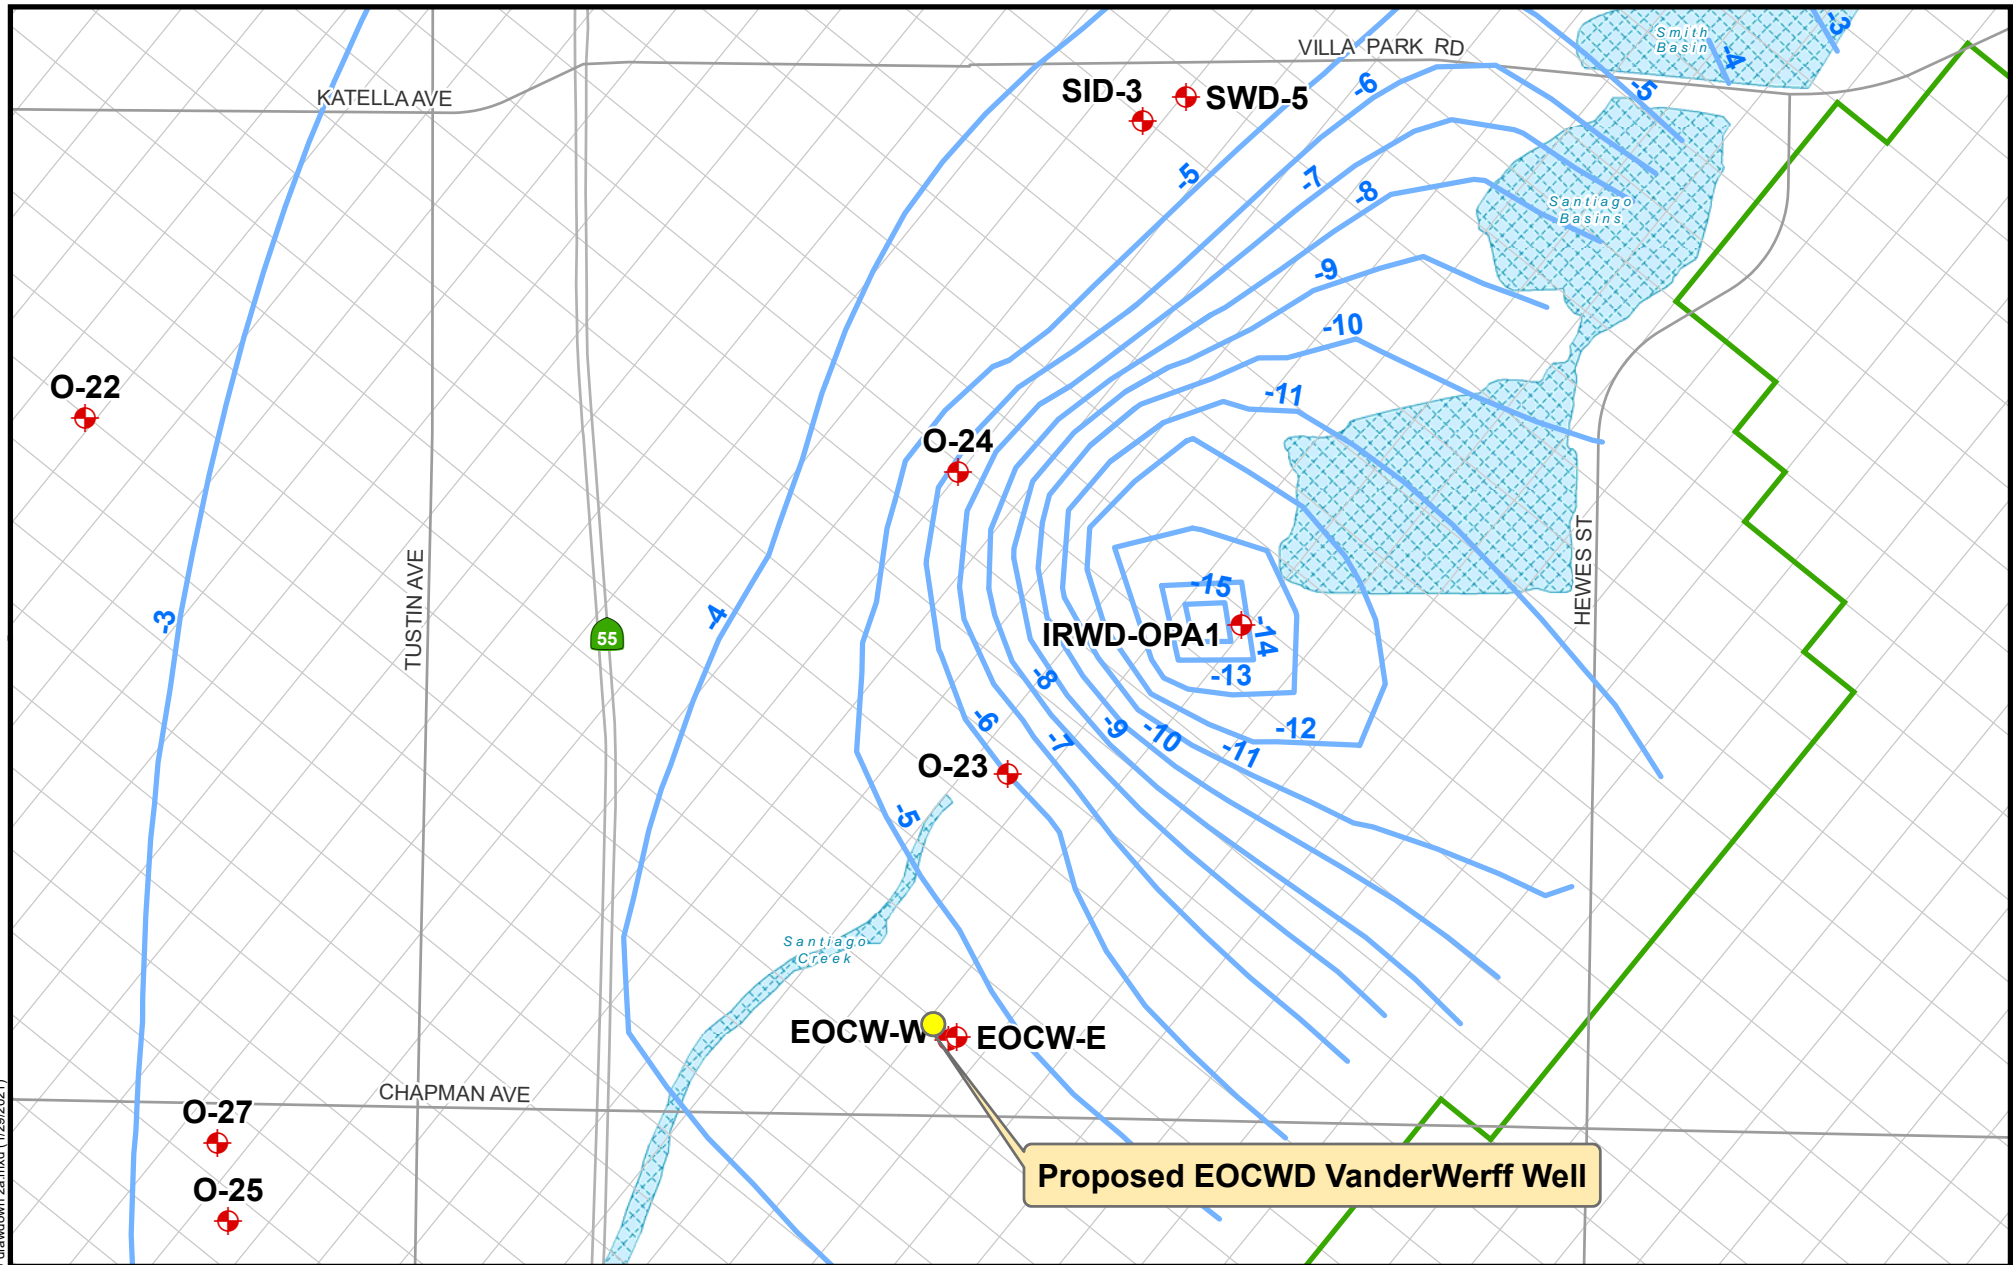 -3
Smith
Basin
-4
VILLA PARK RD
KATELLA AVE
SID-3
SWD-5
-6
-5
-5
-7
-8
Santiago
Basins
-9
-10
O-22
-11
O-24
TUSTIN AVE
HEWES ST
-3
-4
55
-15
IRWD-OPA1
-14
-13
-8
-6
-7
-9
-10
-11
-12
O-23
-5
Santiago
Creek
EOCW-W
EOCW-E
CHAPMAN AVE
O-27
Proposed EOCWD VanderWerff Well
O-25